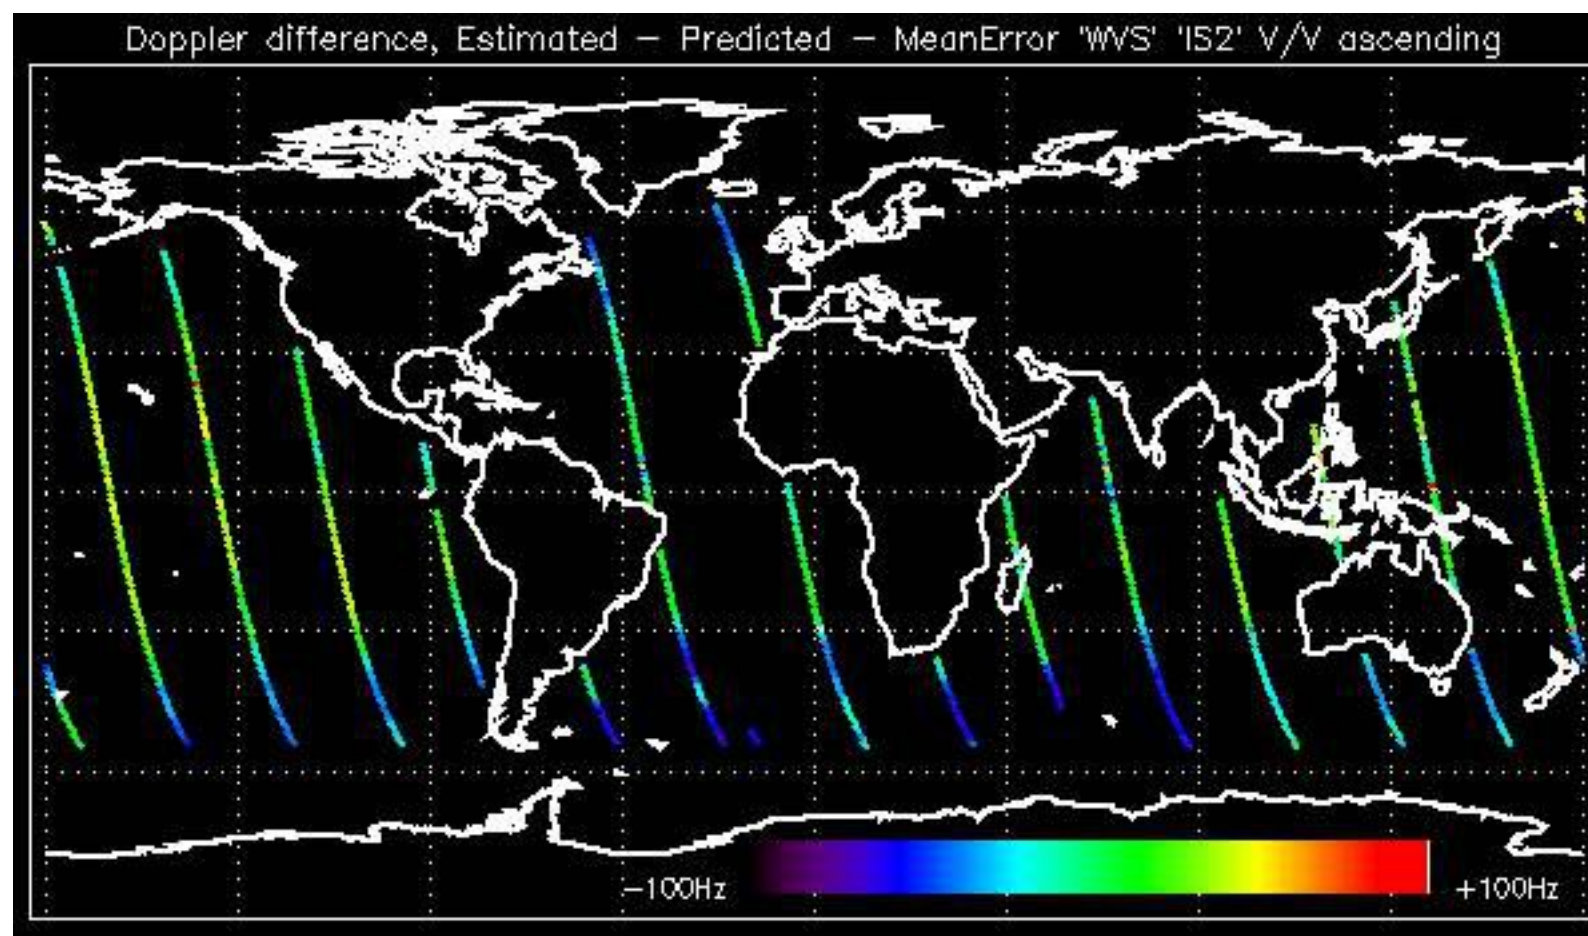 Doppler difference, Estimated – Predicted – MeanError 'WVS' 'IS2' V/V ascending
–100Hz +100Hz